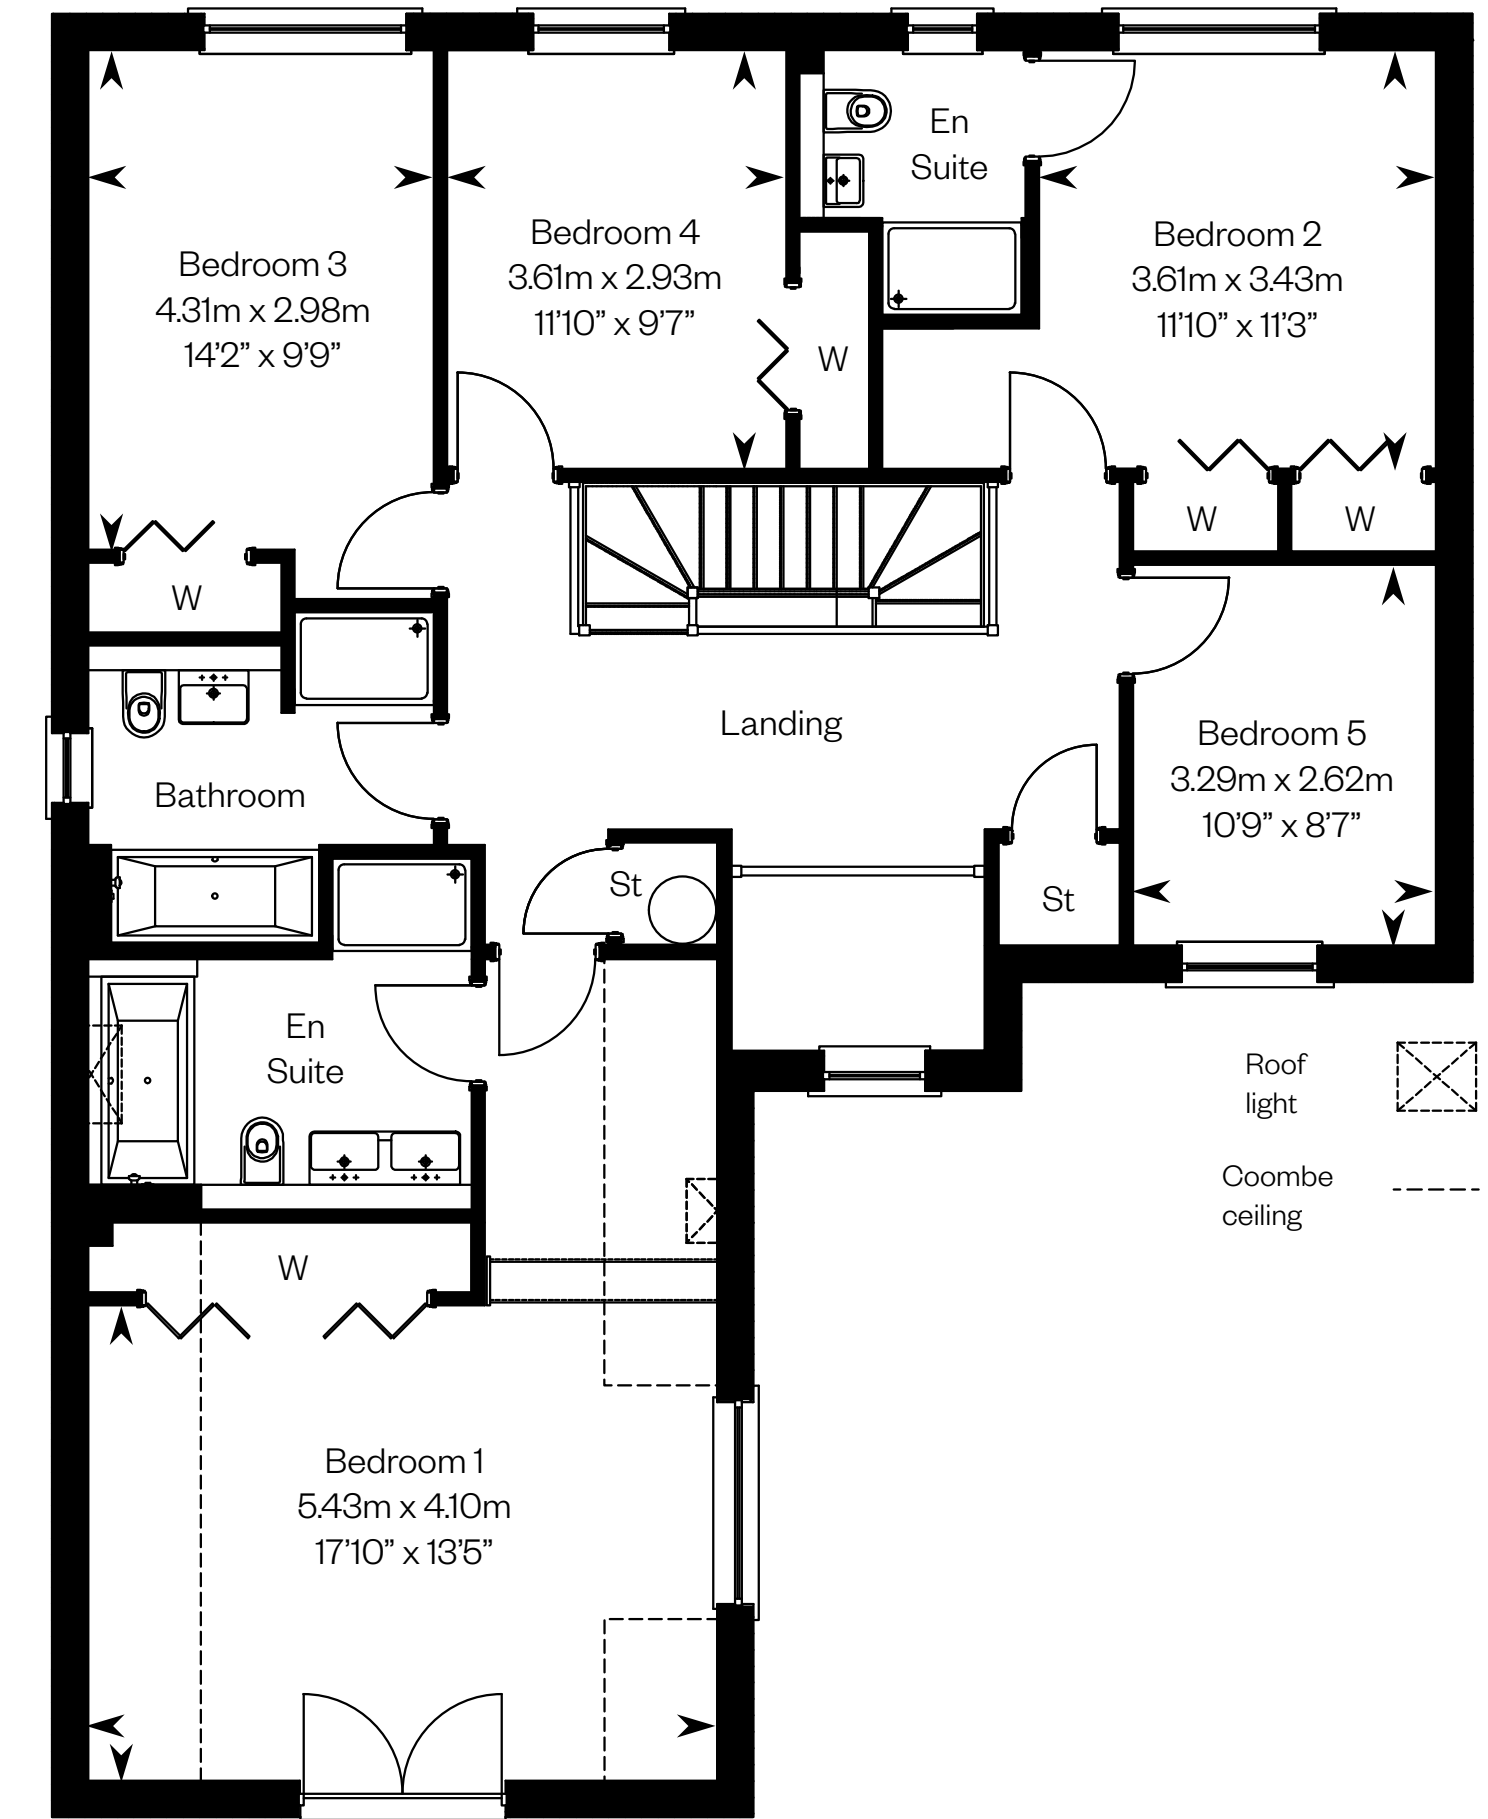 En
Suite
Bedroom 3
4.31m x 2.98m
14’2” x 9’9”
Bedroom 4
3.61m x 2.93m
11’10” x 9’7”
Bedroom 2
3.61m x 3.43m
11’10” x 11’3”
W
W
W
W
Landing
Bedroom 5
3.29m x 2.62m
10’9” x 8’7”
Bathroom
St
St
En
Suite
Roof
light
Coombe
ceiling
W
Bedroom 1
5.43m x 4.10m
17’10” x 13’5”